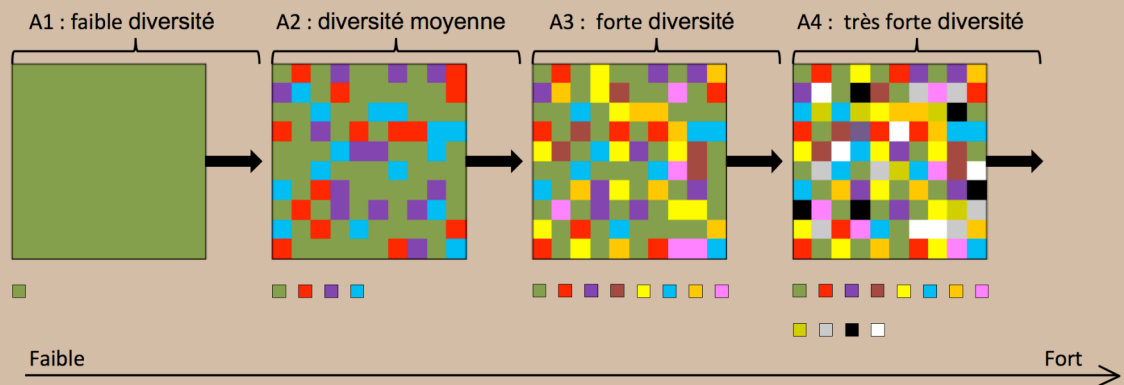 A1 : faible diversité
A2 : diversité moyenne
A3 : forte diversité
A4 : très forte diversité
Faible
Fort